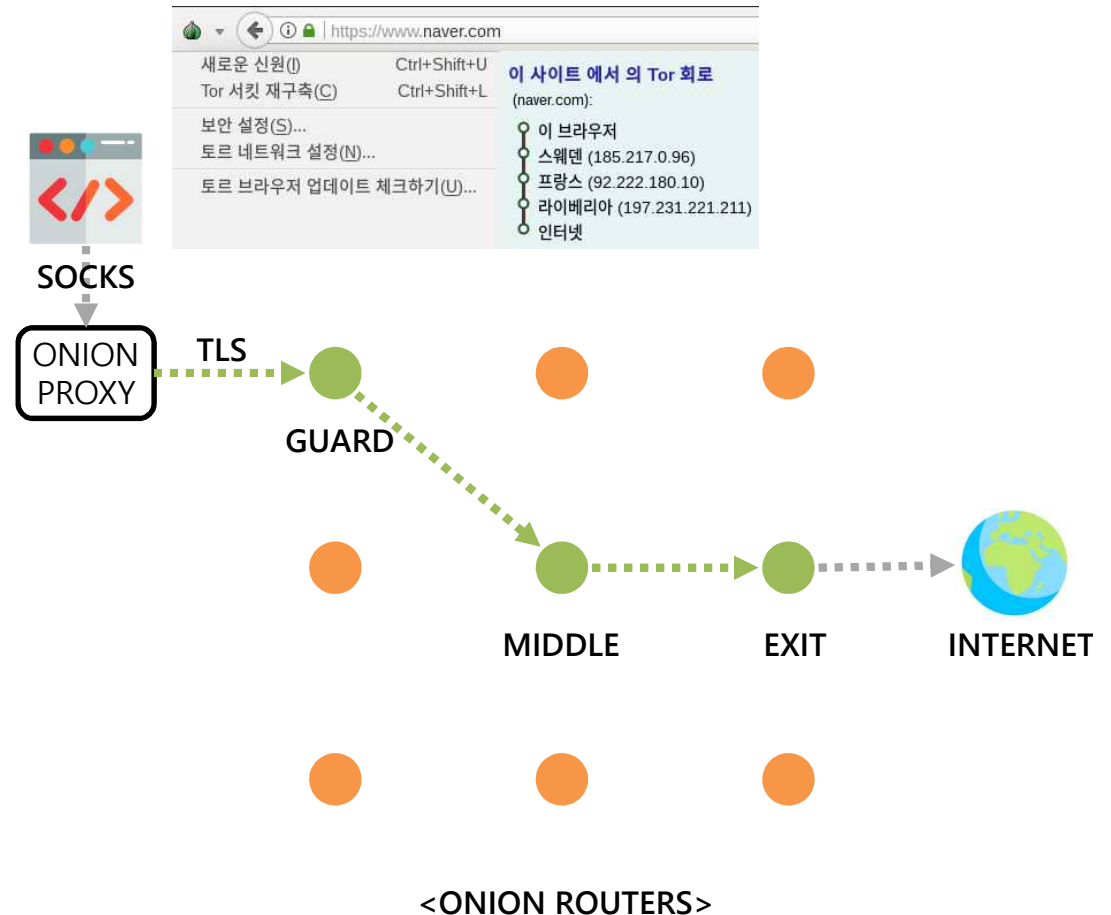 https://www.naver.com
새로운 신원(I) Ctrl+Shift+U
Tor 서킷 재구축(C) Ctrl+Shift+L
보안 설정(S)...
토르 네트워크 설정(N)...
토르 브라우저 업데이트 체크하기(U)...
이 사이트 에서 의 Tor 회로
(naver.com):
이 브라우저
스웨덴 (185.217.0.96)
프랑스 (92.222.180.10)
라이베리아 (197.231.221.211)
인터넷
SOCKS
ONION
PROXY
TLS
GUARD
MIDDLE
EXIT
INTERNET
<ONION ROUTERS>